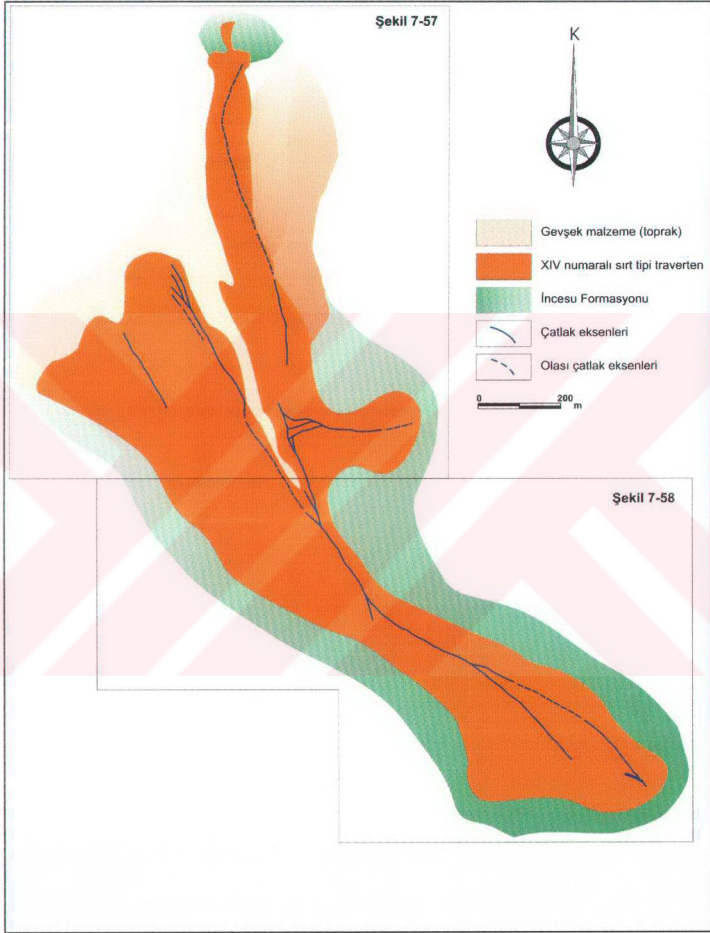 Şekil 7-57
K
Gevşek malzeme (toprak)
XIV numaralı sırt tipi traverten
İncesu Formasyonu
Çatlak eksenleri
Olası çatlak eksenleri
0 200
m
Şekil 7-58